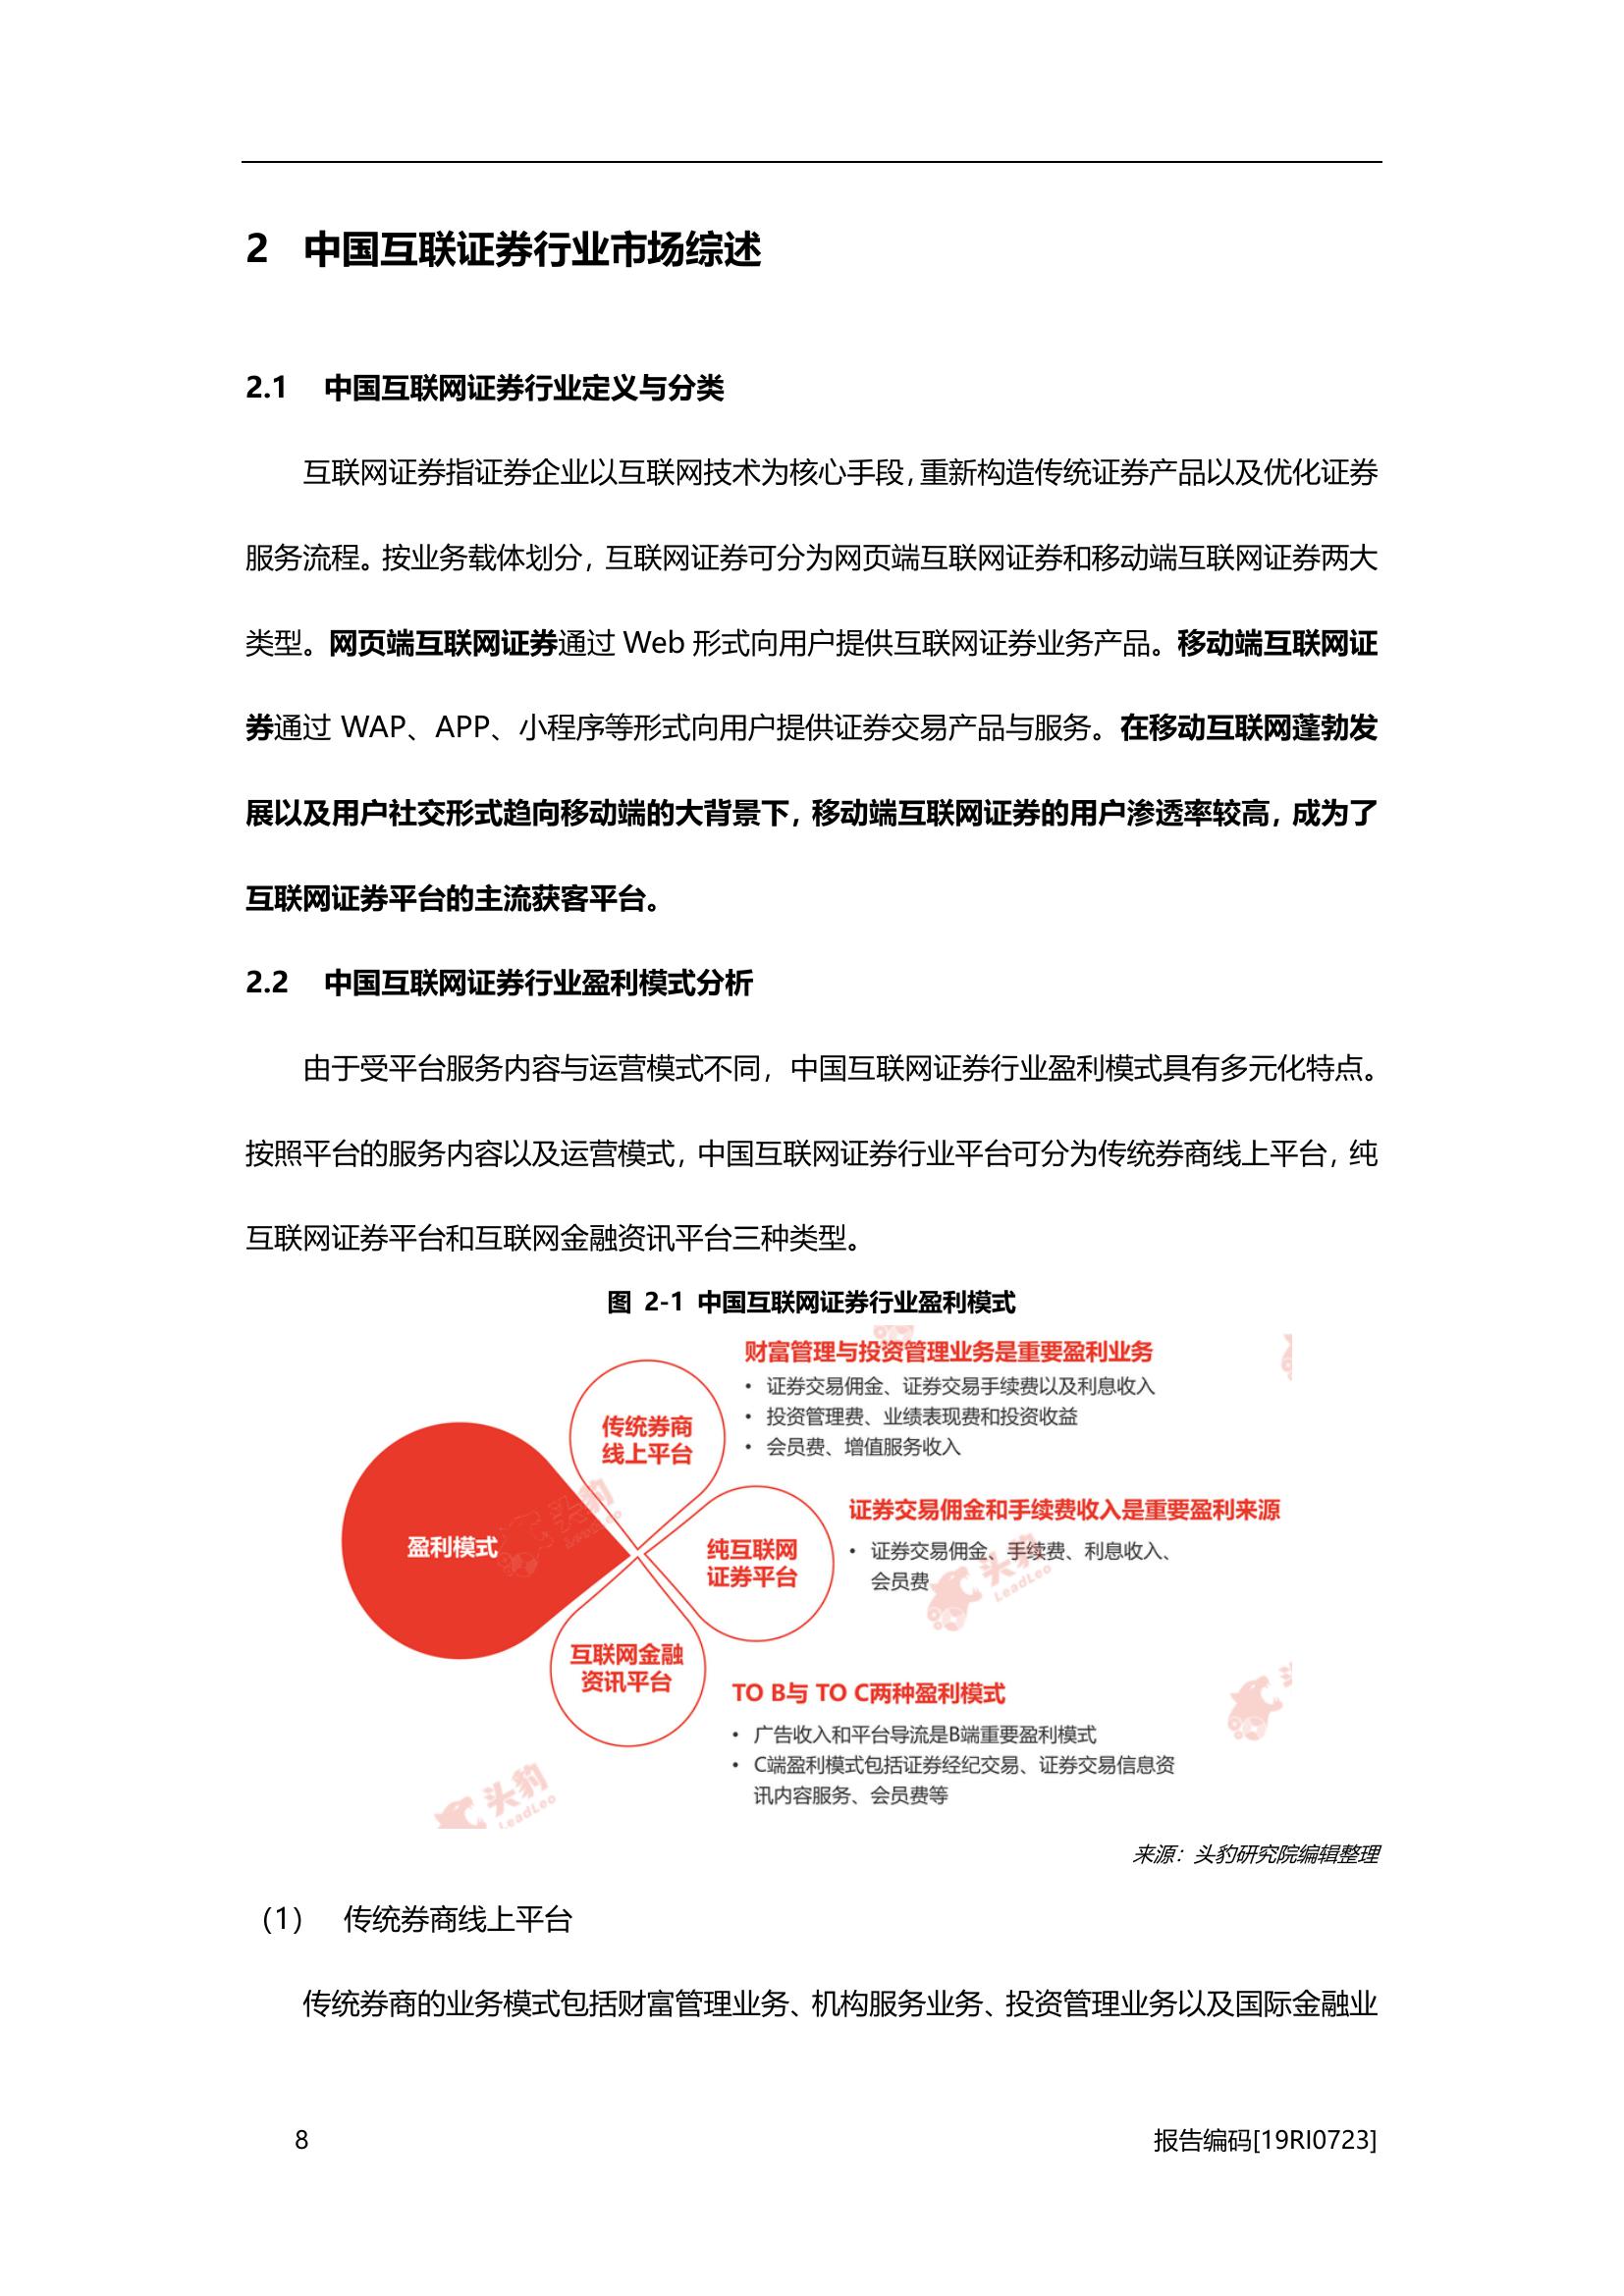 2 中国互联证券行业市场综述
2.1 中国互联网证券行业定义与分类
互联网证券指证券企业以互联网技术为核心手段，重新构造传统证券产品以及优化证券
服务流程。按业务载体划分，互联网证券可分为网页端互联网证券和移动端互联网证券两大
类型。网页端互联网证券通过 Web 形式向用户提供互联网证券业务产品。移动端互联网证
券通过 WAP、APP、小程序等形式向用户提供证券交易产品与服务。在移动互联网蓬勃发
展以及用户社交形式趋向移动端的大背景下，移动端互联网证券的用户渗透率较高，成为了
互联网证券平台的主流获客平台。
2.2 中国互联网证券行业盈利模式分析
由于受平台服务内容与运营模式不同，中国互联网证券行业盈利模式具有多元化特点。
按照平台的服务内容以及运营模式，中国互联网证券行业平台可分为传统券商线上平台，纯
互联网证券平台和互联网金融资讯平台三种类型。
图 2-1 中国互联网证券行业盈利模式
盈利模式
传统券商
线上平台
财富管理与投资管理业务是重要盈利业务
• 证券交易佣金、证券交易手续费以及利息收入
• 投资管理费、业绩表现费和投资收益
• 会员费、增值服务收入
纯互联网
证券平台
证券交易佣金和手续费收入是重要盈利来源
• 证券交易佣金、手续费、利息收入、
会员费
互联网金融
资讯平台
TO B与 TO C两种盈利模式
• 广告收入和平台导流是B端重要盈利模式
• C端盈利模式包括证券经纪交易、证券交易信息资
讯内容服务、会员费等
头豹
LeadLeo
头豹
LeadLeo
头豹
LeadLeo
来源：头豹研究院编辑整理
（1） 传统券商线上平台
传统券商的业务模式包括财富管理业务、机构服务业务、投资管理业务以及国际金融业
8
报告编码[19RI0723]